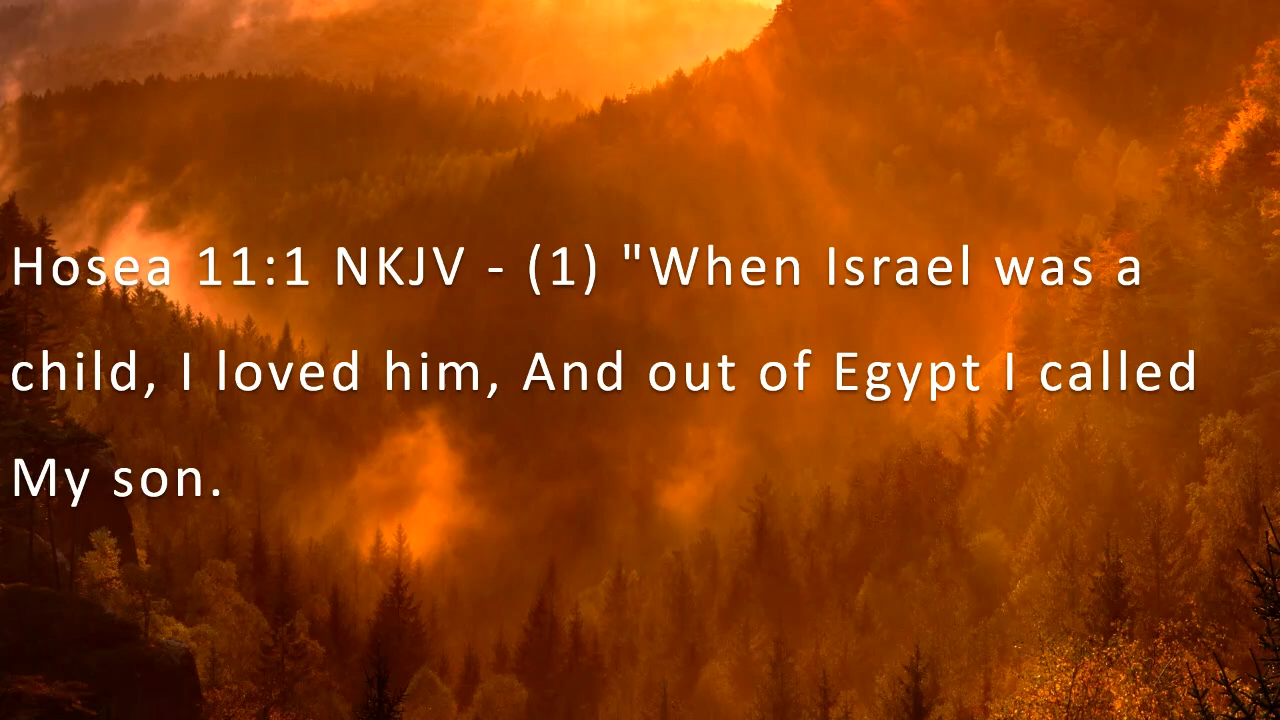 Hosea 11:1 NKJV - (1) "When Israel was a
child, I loved him, And out of Egypt I called
My son.